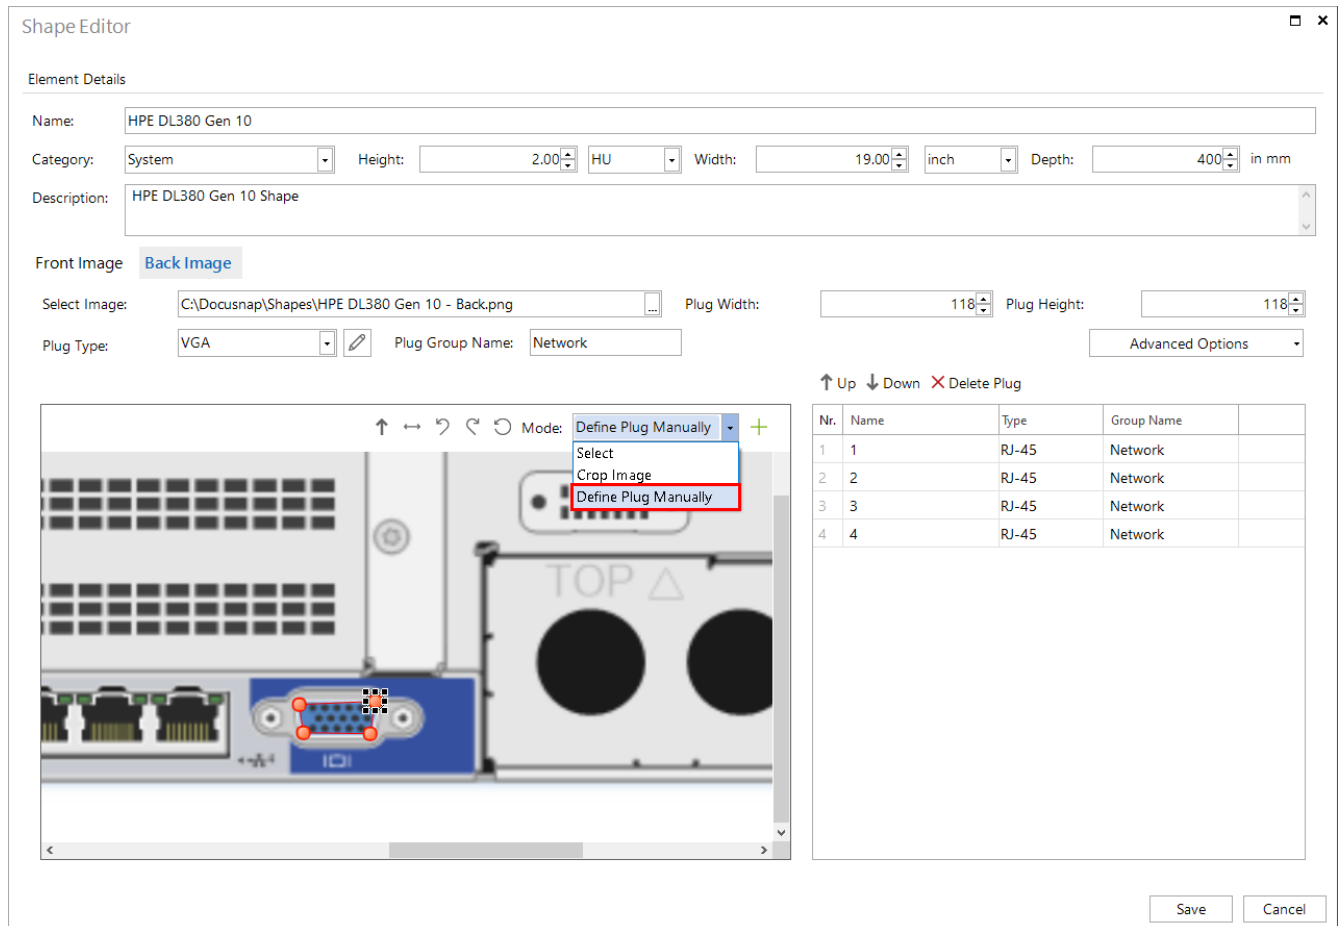 Shape Editor
Element Details
Name: HPE DL380 Gen 10
Category: System Height: 2.00 HU Width: 19.00 inch Depth: 400 in mm
Description: HPE DL380 Gen 10 Shape
Front Image Back Image
Select Image: C:\Docusnap\Shapes\HPE DL380 Gen 10 - Back.png ... Plug Width: 118 Plug Height: 118
Plug Type: VGA Plug Group Name: Network Advanced Options
Up Down Delete Plug
Mode: Define Plug Manually
Select
Crop Image
Define Plug Manually
TOP
Nr. Name Type Group Name
1 1 RJ-45 Network
2 2 RJ-45 Network
3 3 RJ-45 Network
4 4 RJ-45 Network
Save Cancel